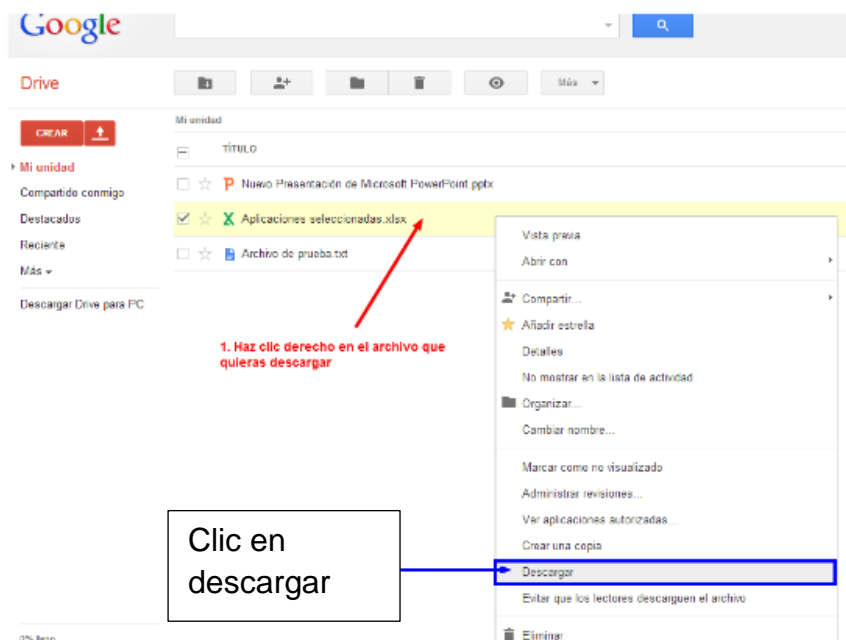 Google
Drive
Más
CREAR
Mi unidad
TÍTULO
Mi unidad
Compartido conmigo
Destacados
Reciente
Más
Descargar Drive para PC
Nuevo Presentación de Microsoft PowerPoint.pptx
Aplicaciones seleccionadas.xlsx
Archivo de prueba.txt
1. Haz clic derecho en el archivo que
quieras descargar
Vista previa
Abrir con
Compartir...
Añadir estrella
Detalles
No mostrar en la lista de actividad
Organizar...
Cambiar nombre...
Marcar como no visualizado
Administrar revisiones...
Ver aplicaciones autorizadas...
Crear una copia
Descargar
Evitar que los lectores descarguen el archivo
Eliminar
Clic en
descargar